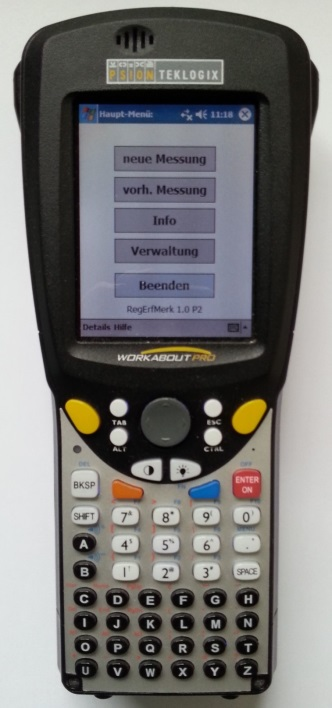 PSION TEKLOGIX
Haupt-Menü: 11:18
neue Messung
vorh. Messung
Info
Verwaltung
Beenden
RegErfMerk 1.0 P2
Details Hilfe
WORKABOUT PRO
TAB ESC
ALT CTRL
OFF
BKSP ENTER
ON
SHIFT 7 8 9 0
A 4 5 6 .
B 1 2 3 SPACE
C D E F G H
I J K L M N
O P Q R S T
U V W X Y Z